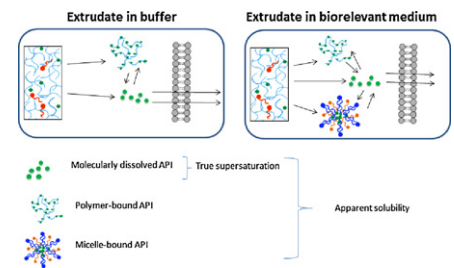 Extrudate in buffer
Extrudate in biorelevant medium
Molecularly dissolved API
True supersaturation
Polymer-bound API
Apparent solubility
Micelle-bound API